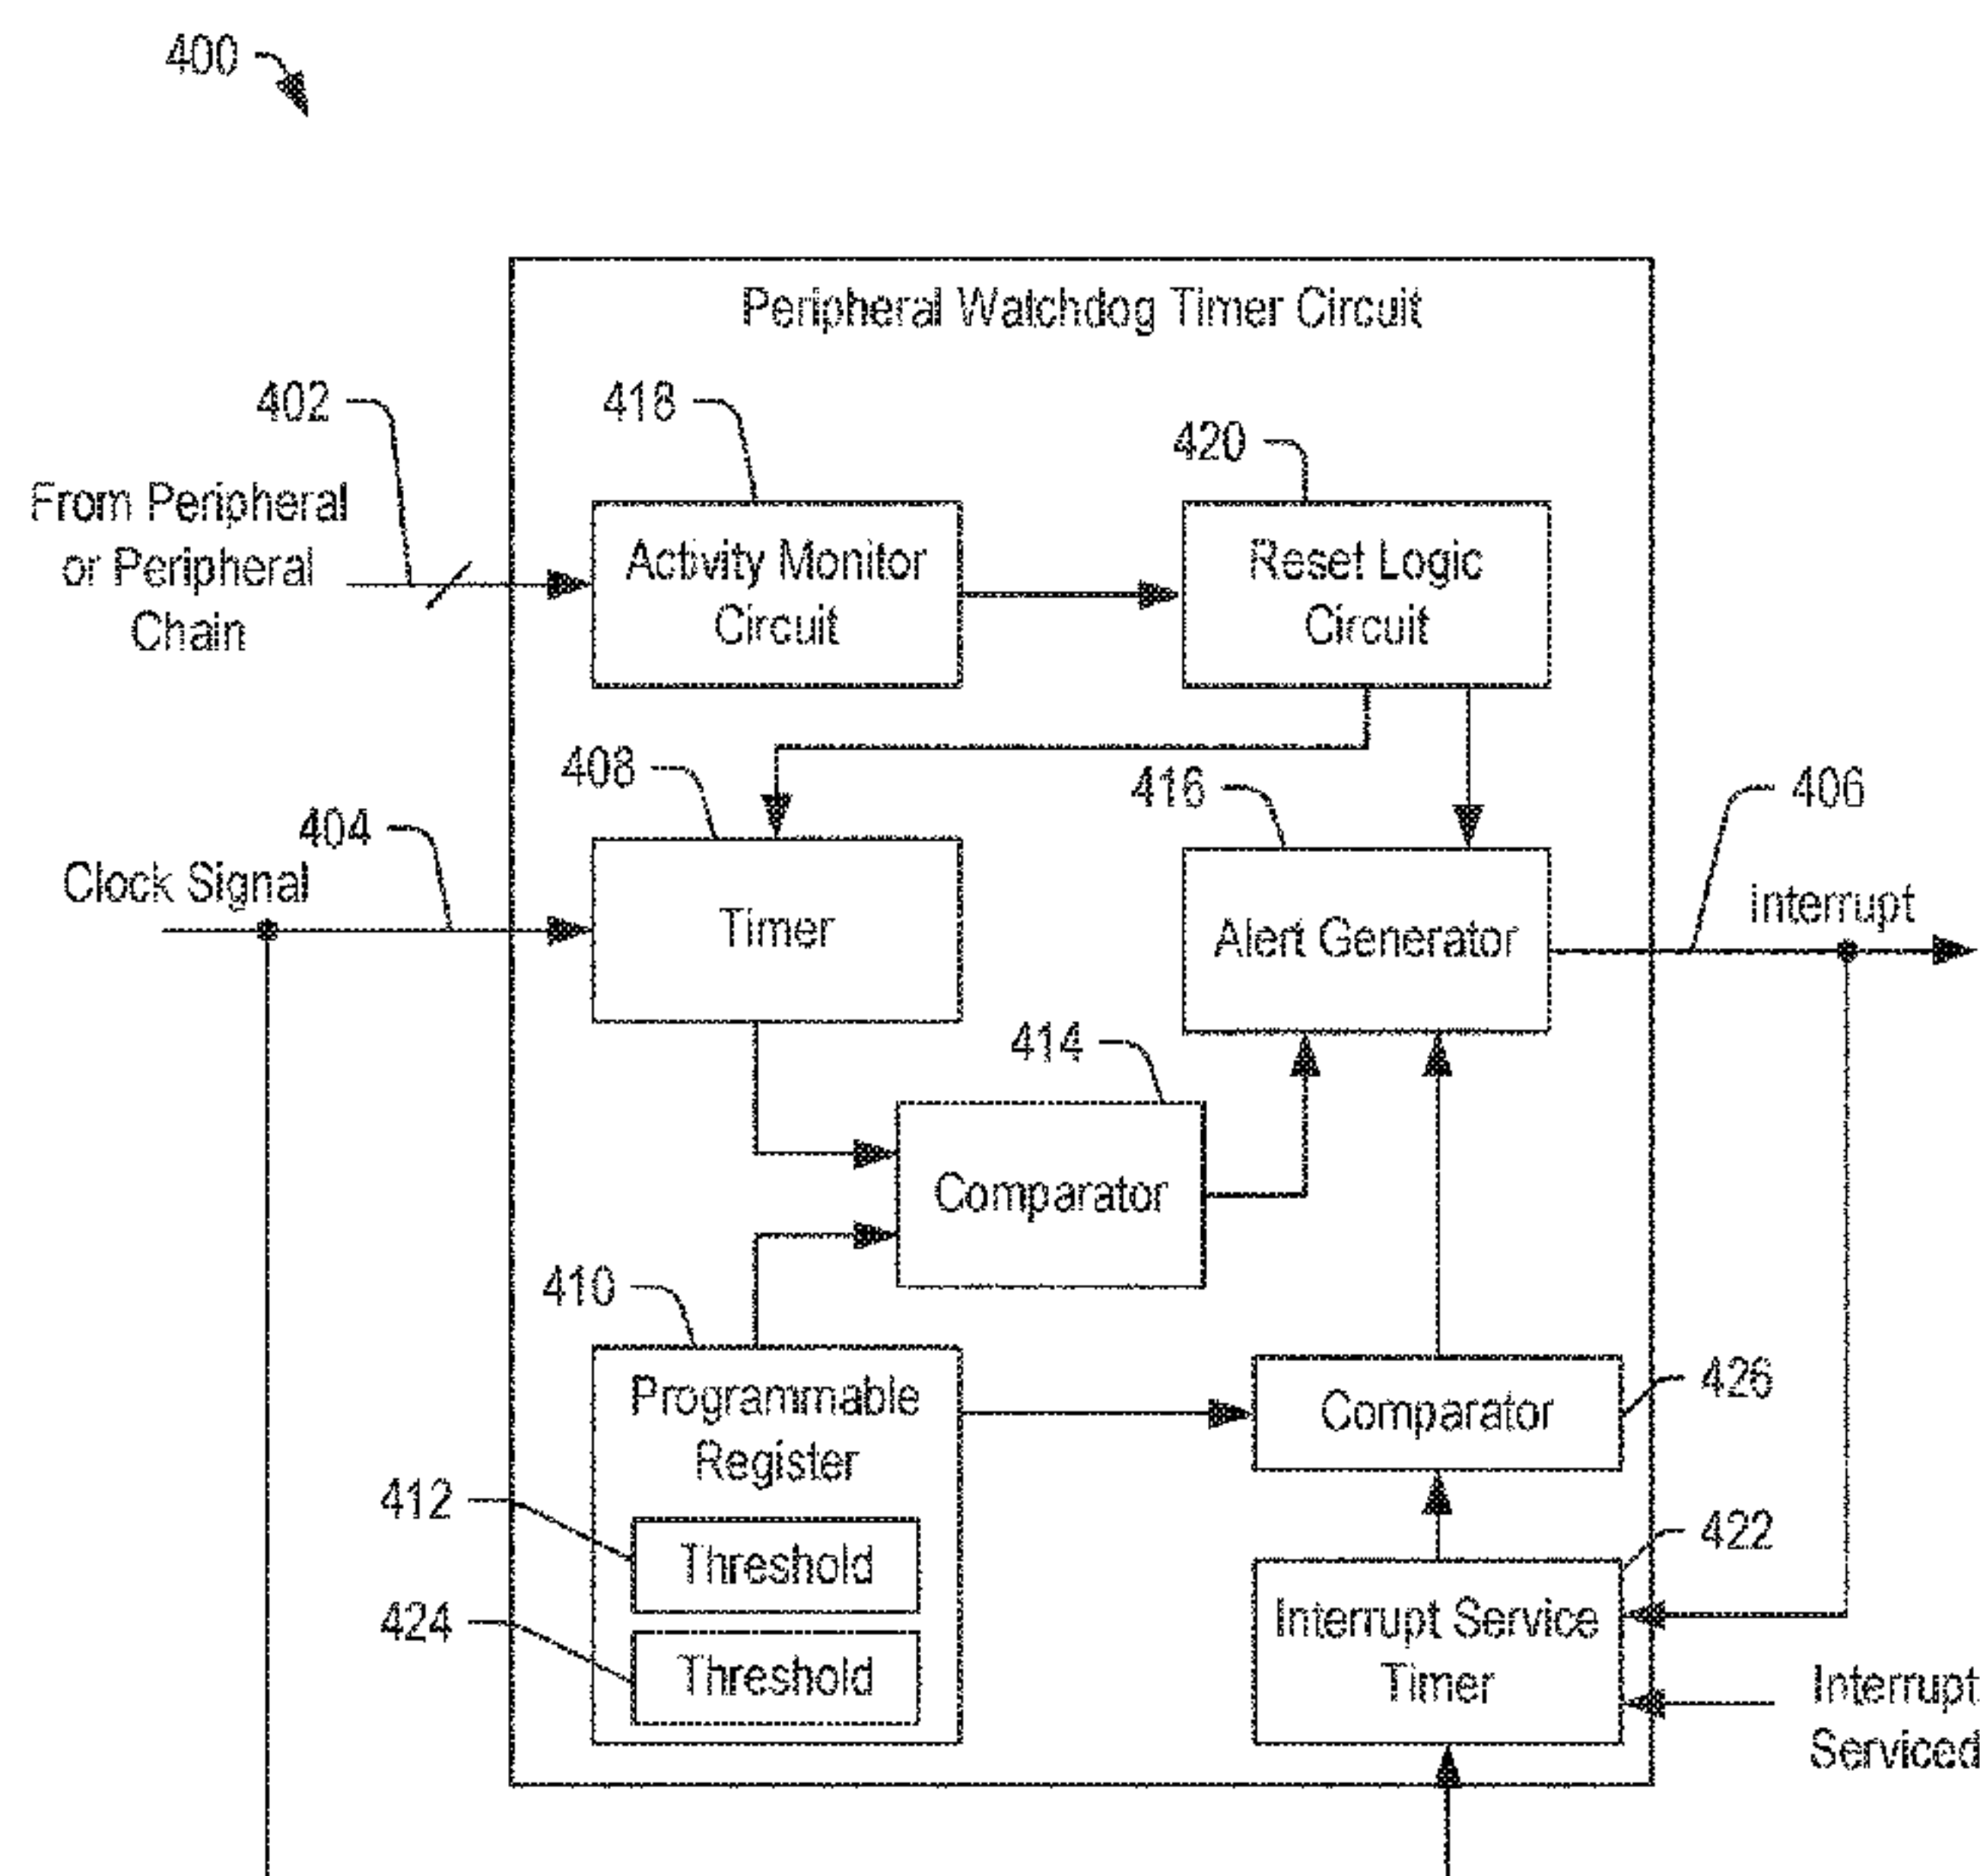 400
Peripheral Watchdog Timer Circuit
402
418
420
From Peripheral
or Peripheral
Chain
Activity Monitor
Circuit
Reset Logic
Circuit
408
416
406
404
Clock Signal
Timer
Alert Generator
interrupt
414
Comparator
410
Programmable
Register
Comparator
426
412
Threshold
422
424
Threshold
Interrupt Service
Timer
Interrupt
Serviced